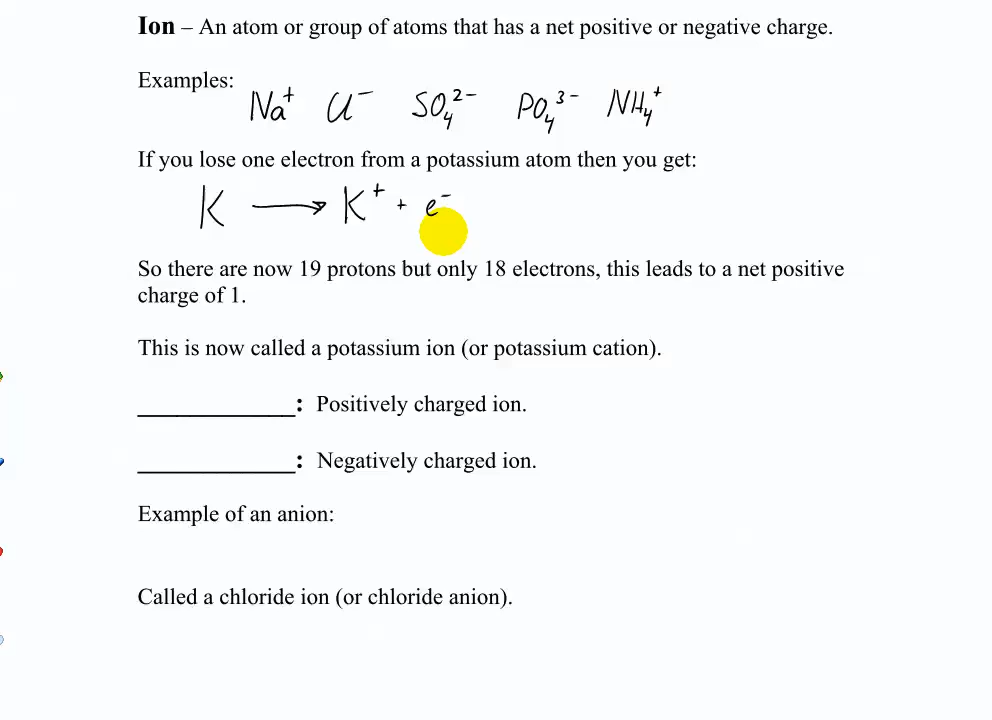 Ion – An atom or group of atoms that has a net positive or negative charge.
Examples:
Na⁺ Cl⁻ SO₄²⁻ PO₄³⁻ NH₄⁺
If you lose one electron from a potassium atom then you get:
K ⟶ K⁺ + e⁻
So there are now 19 protons but only 18 electrons, this leads to a net positive
charge of 1.
This is now called a potassium ion (or potassium cation).
______________: Positively charged ion.
______________: Negatively charged ion.
Example of an anion:
Called a chloride ion (or chloride anion).